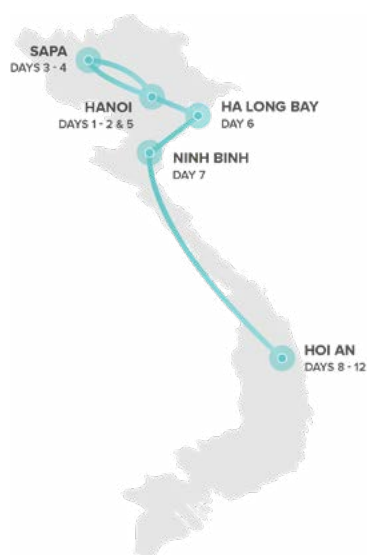 SAPA
DAYS 3 - 4
HANOI
DAYS 1 - 2 & 5
HA LONG BAY
DAY 6
NINH BINH
DAY 7
HOI AN
DAYS 8 - 12